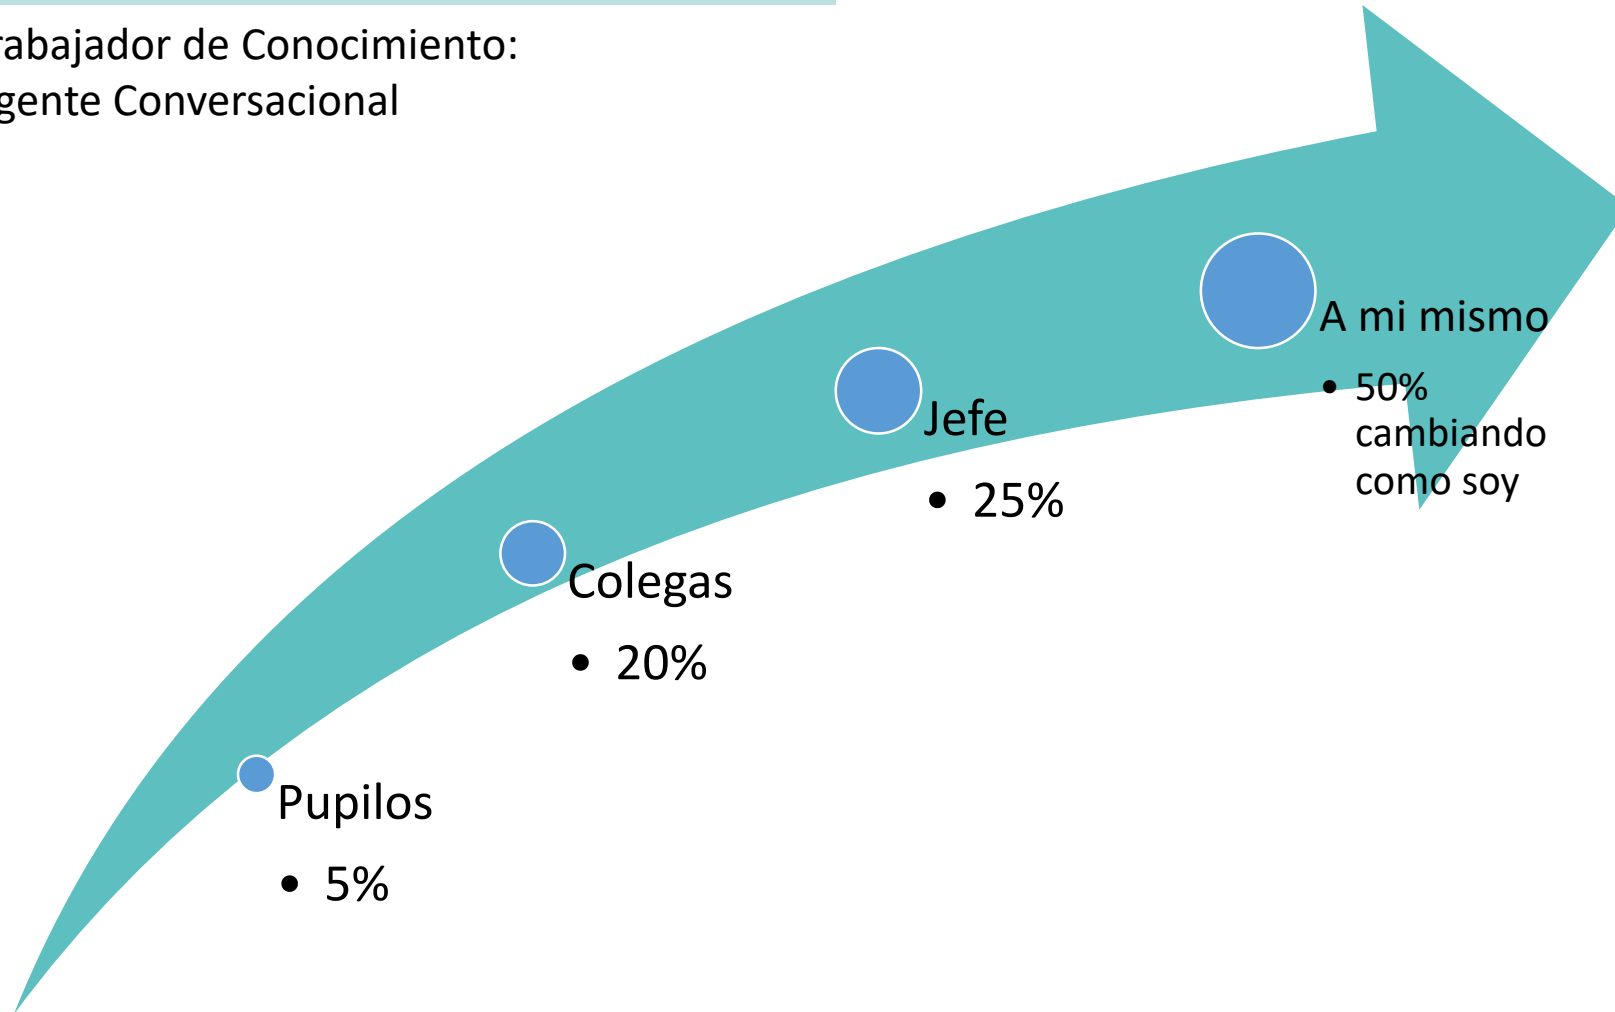 rabajador de Conocimiento:
gente Conversacional
A mi mismo
• 50%
cambiando
como soy
Jefe
• 25%
Colegas
• 20%
Pupilos
• 5%